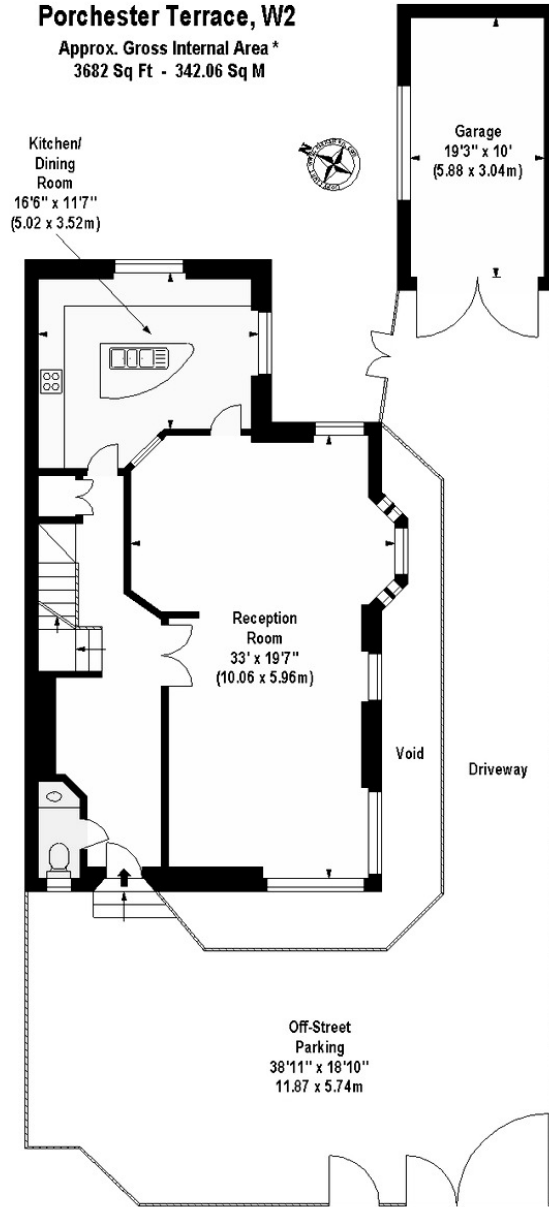 Porchester Terrace, W2
Approx. Gross Internal Area *
3682 Sq Ft - 342.06 Sq M
Kitchen/
Dining
Room
16'6" x 11'7"
(5.02 x 3.52m)
N
Garage
19'3" x 10'
(5.88 x 3.04m)
Reception
Room
33' x 19'7"
(10.06 x 5.96m)
Void
Driveway
Off-Street
Parking
38'11" x 18'10"
11.87 x 5.74m